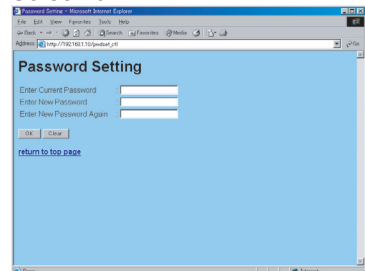 Password Setting - Microsoft Internet Explorer
File Edit View Favorites Tools Help
Back Search Favorites Media
Address http://192.168.1.10/pwdset_ctl Go
Password Setting
Enter Current Password :
Enter New Password :
Enter New Password Again :
OK Clear
return to top page
Done Internet